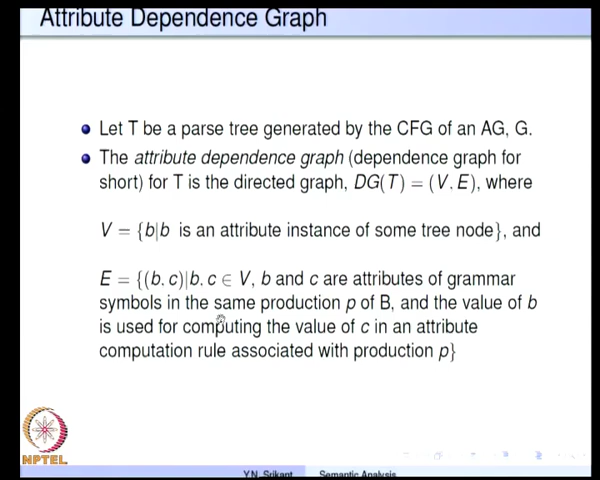 Attribute Dependence Graph
Let T be a parse tree generated by the CFG of an AG, G.
The attribute dependence graph (dependence graph for
short) for T is the directed graph, DG(T) = (V. E), where
V = {b|b is an attribute instance of some tree node}, and
E = {(b. c)|b. c ∈ V, b and c are attributes of grammar
symbols in the same production p of B, and the value of b
is used for computing the value of c in an attribute
computation rule associated with production p}
NPTEL
Y.N. Srikant Semantic Analysis